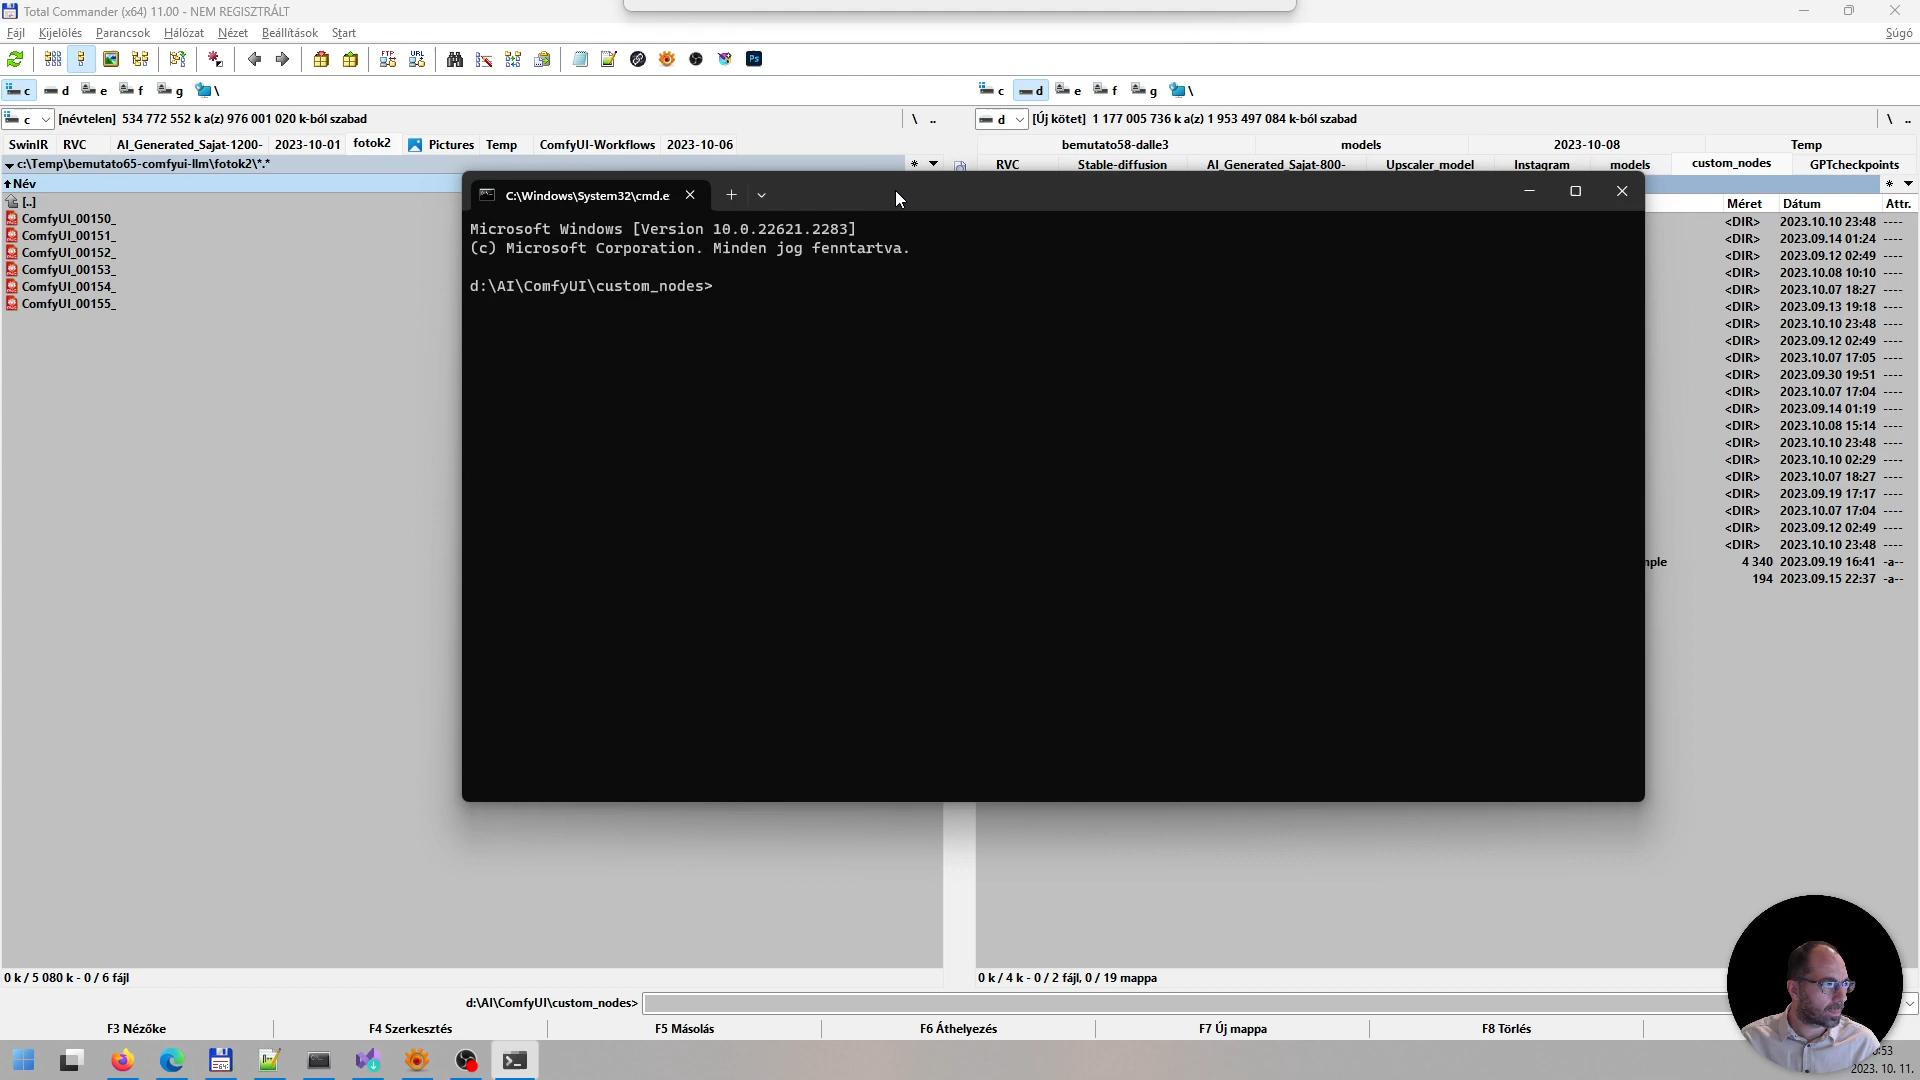 Total Commander (x64) 11.00 - NEM REGISZTRÁLT
Fájl Kijelölés Parancsok Hálózat Nézet Beállítások Start Súgó
FTP URL Ps
c d e f g \ c d e f g \
c [névtelen] 534 772 552 k a(z) 976 001 020 k-ból szabad \ .. d [Új kötet] 1 177 005 736 k a(z) 1 953 497 084 k-ból szabad \ ..
SwinIR RVC AI_Generated_Sajat-1200- 2023-10-01 fotok2 Pictures Temp ComfyUI-Workflows 2023-10-06 bemutato58-dalle3 models 2023-10-08 Temp
c:\Temp\bemutato65-comfyui-llm\fotok2\*.* * RVC Stable-diffusion AI_Generated_Sajat-800- Upscaler_model Instagram models custom_nodes GPTcheckpoints
Név
[..]
ComfyUI_00150_
ComfyUI_00151_
ComfyUI_00152_
ComfyUI_00153_
ComfyUI_00154_
ComfyUI_00155_
C:\Windows\System32\cmd.e
Microsoft Windows [Version 10.0.22621.2283]
(c) Microsoft Corporation. Minden jog fenntartva.
d:\AI\ComfyUI\custom_nodes>
Méret Dátum Attr.
<DIR> 2023.10.10 23:48 ----
<DIR> 2023.09.14 01:24 ----
<DIR> 2023.09.12 02:49 ----
<DIR> 2023.10.08 10:10 ----
<DIR> 2023.10.07 18:27 ----
<DIR> 2023.09.13 19:18 ----
<DIR> 2023.10.10 23:48 ----
<DIR> 2023.09.12 02:49 ----
<DIR> 2023.10.07 17:05 ----
<DIR> 2023.09.30 19:51 ----
<DIR> 2023.10.07 17:04 ----
<DIR> 2023.09.14 01:19 ----
<DIR> 2023.10.08 15:14 ----
<DIR> 2023.10.10 23:48 ----
<DIR> 2023.10.10 02:29 ----
<DIR> 2023.10.07 18:27 ----
<DIR> 2023.09.19 17:17 ----
<DIR> 2023.10.07 17:04 ----
<DIR> 2023.09.12 02:49 ----
<DIR> 2023.10.10 23:48 ----
mple 4 340 2023.09.19 16:41 -a--
194 2023.09.15 22:37 -a--
0 k / 5 080 k - 0 / 6 fájl 0 k / 4 k - 0 / 2 fájl, 0 / 19 mappa
d:\AI\ComfyUI\custom_nodes>
F3 Nézőke F4 Szerkesztés F5 Másolás F6 Áthelyezés F7 Új mappa F8 Törlés
:53
2023. 10. 11.